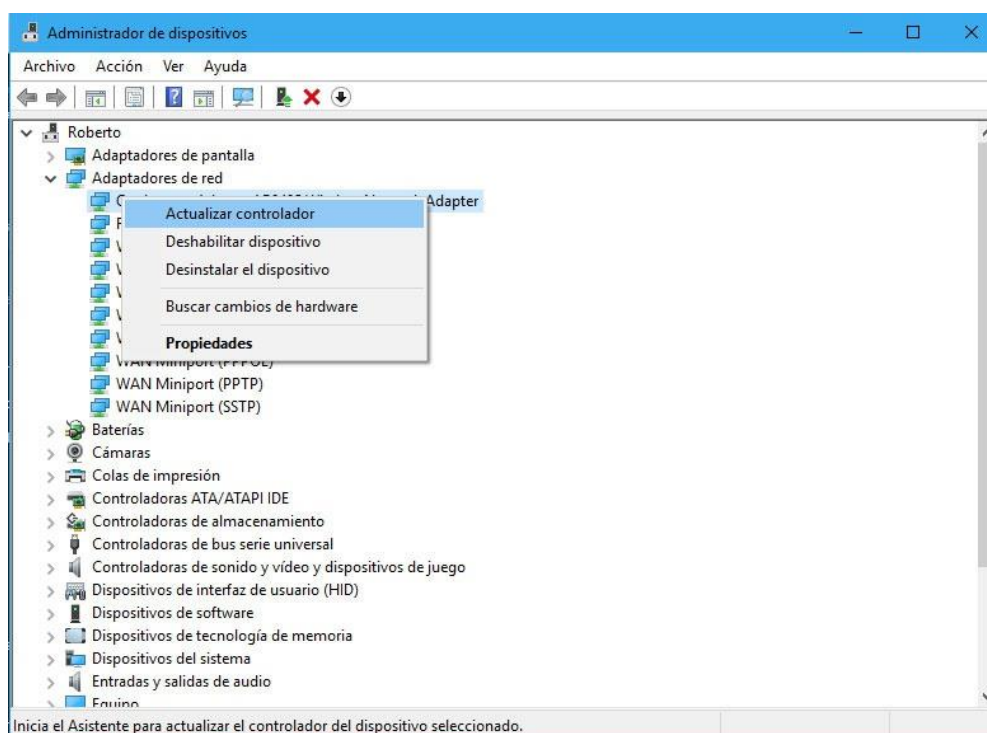 Administrador de dispositivos
Archivo Acción Ver Ayuda
Roberto
Adaptadores de pantalla
Adaptadores de red
Adapter
Actualizar controlador
Deshabilitar dispositivo
Desinstalar el dispositivo
Buscar cambios de hardware
Propiedades
WAN Miniport (PPPOE)
WAN Miniport (PPTP)
WAN Miniport (SSTP)
Baterías
Cámaras
Colas de impresión
Controladoras ATA/ATAPI IDE
Controladoras de almacenamiento
Controladoras de bus serie universal
Controladoras de sonido y vídeo y dispositivos de juego
Dispositivos de interfaz de usuario (HID)
Dispositivos de software
Dispositivos de tecnología de memoria
Dispositivos del sistema
Entradas y salidas de audio
Equipo
Inicia el Asistente para actualizar el controlador del dispositivo seleccionado.